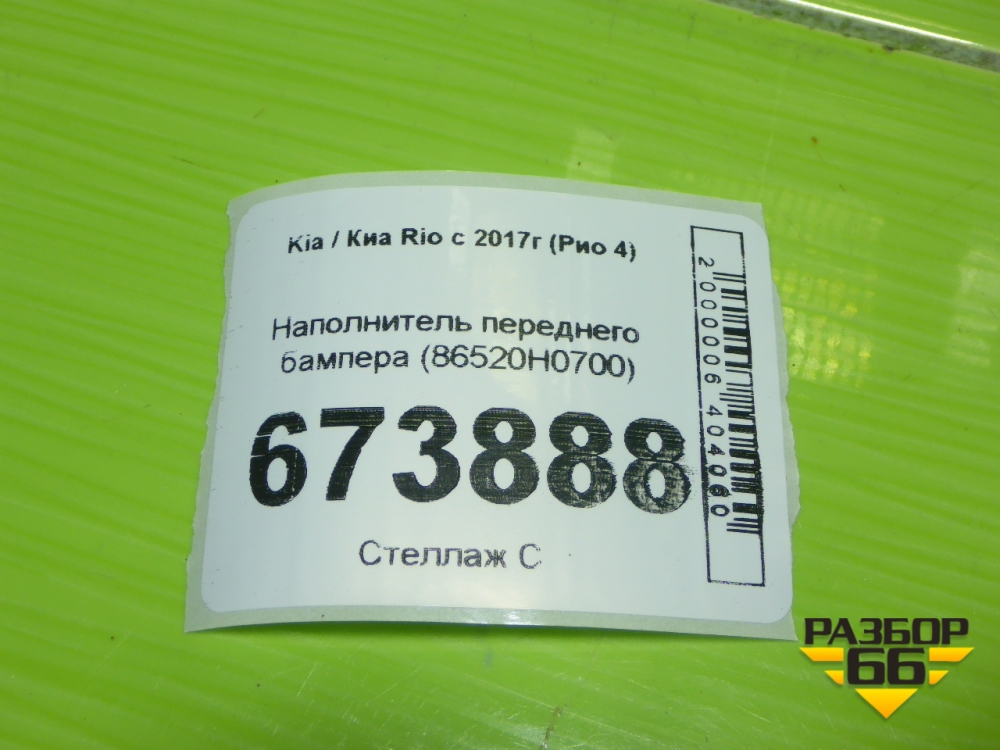 Kia / Киа Rio с 2017г (Рио 4)
Наполнитель переднего
бампера (86520H0700)
673888
Стеллаж С
2000006404060
РАЗБОР
66